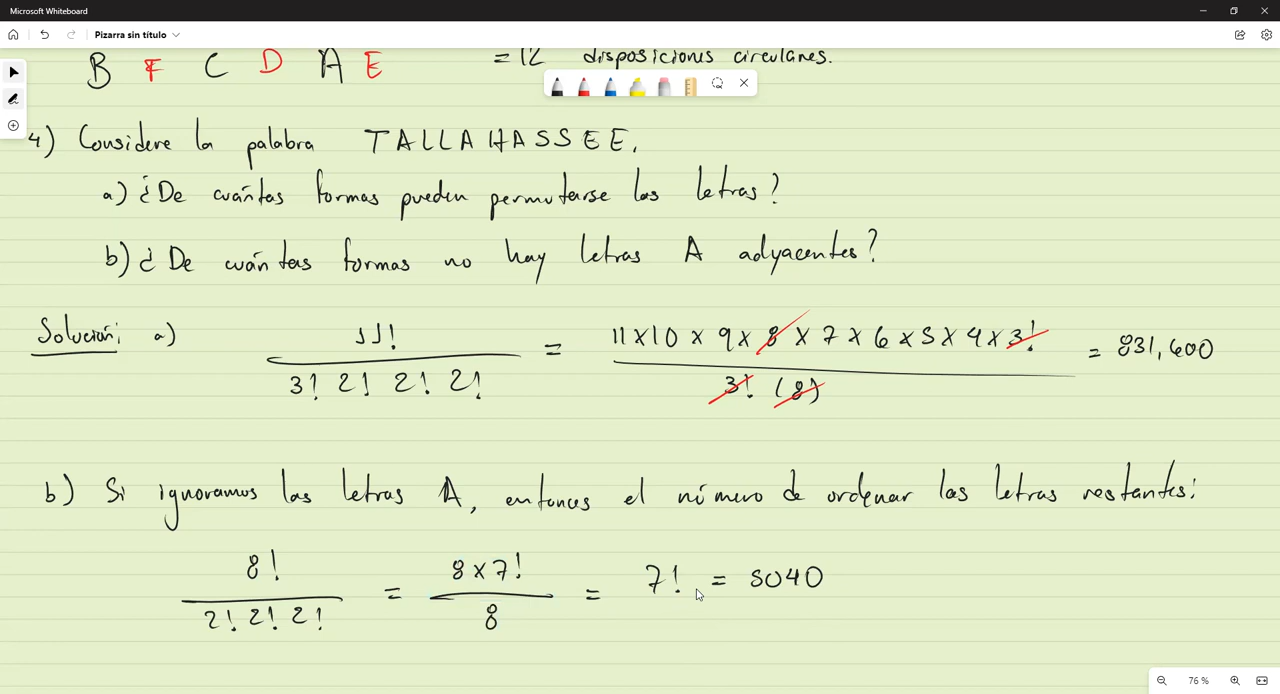 Microsoft Whiteboard
Pizarra sin título
B F C D A E = 12 disposiciones circulares.
4) Considere la palabra TALLAHASSEE.
a) ¿De cuántas formas pueden permutarse las letras?
b) ¿De cuántas formas no hay letras A adyacentes?
Solución: a) 11! / 3! 2! 2! 2! = 11 x 10 x 9 x 8 x 7 x 6 x 5 x 4 x 3! / 3! (8) = 831,600
b) Si ignoramos las letras A, entonces el número de ordenar las letras restantes:
8! / 2! 2! 2! = 8 x 7! / 8 = 7! = 5040
76 %